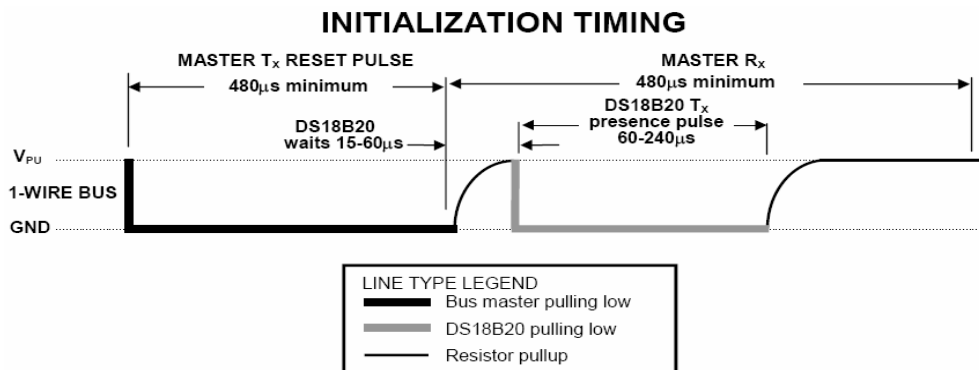 INITIALIZATION TIMING
MASTER TX RESET PULSE
480μs minimum
MASTER RX
480μs minimum
DS18B20
waits 15-60μs
DS18B20 TX
presence pulse
60-240μs
VPU
1-WIRE BUS
GND
LINE TYPE LEGEND
Bus master pulling low
DS18B20 pulling low
Resistor pullup